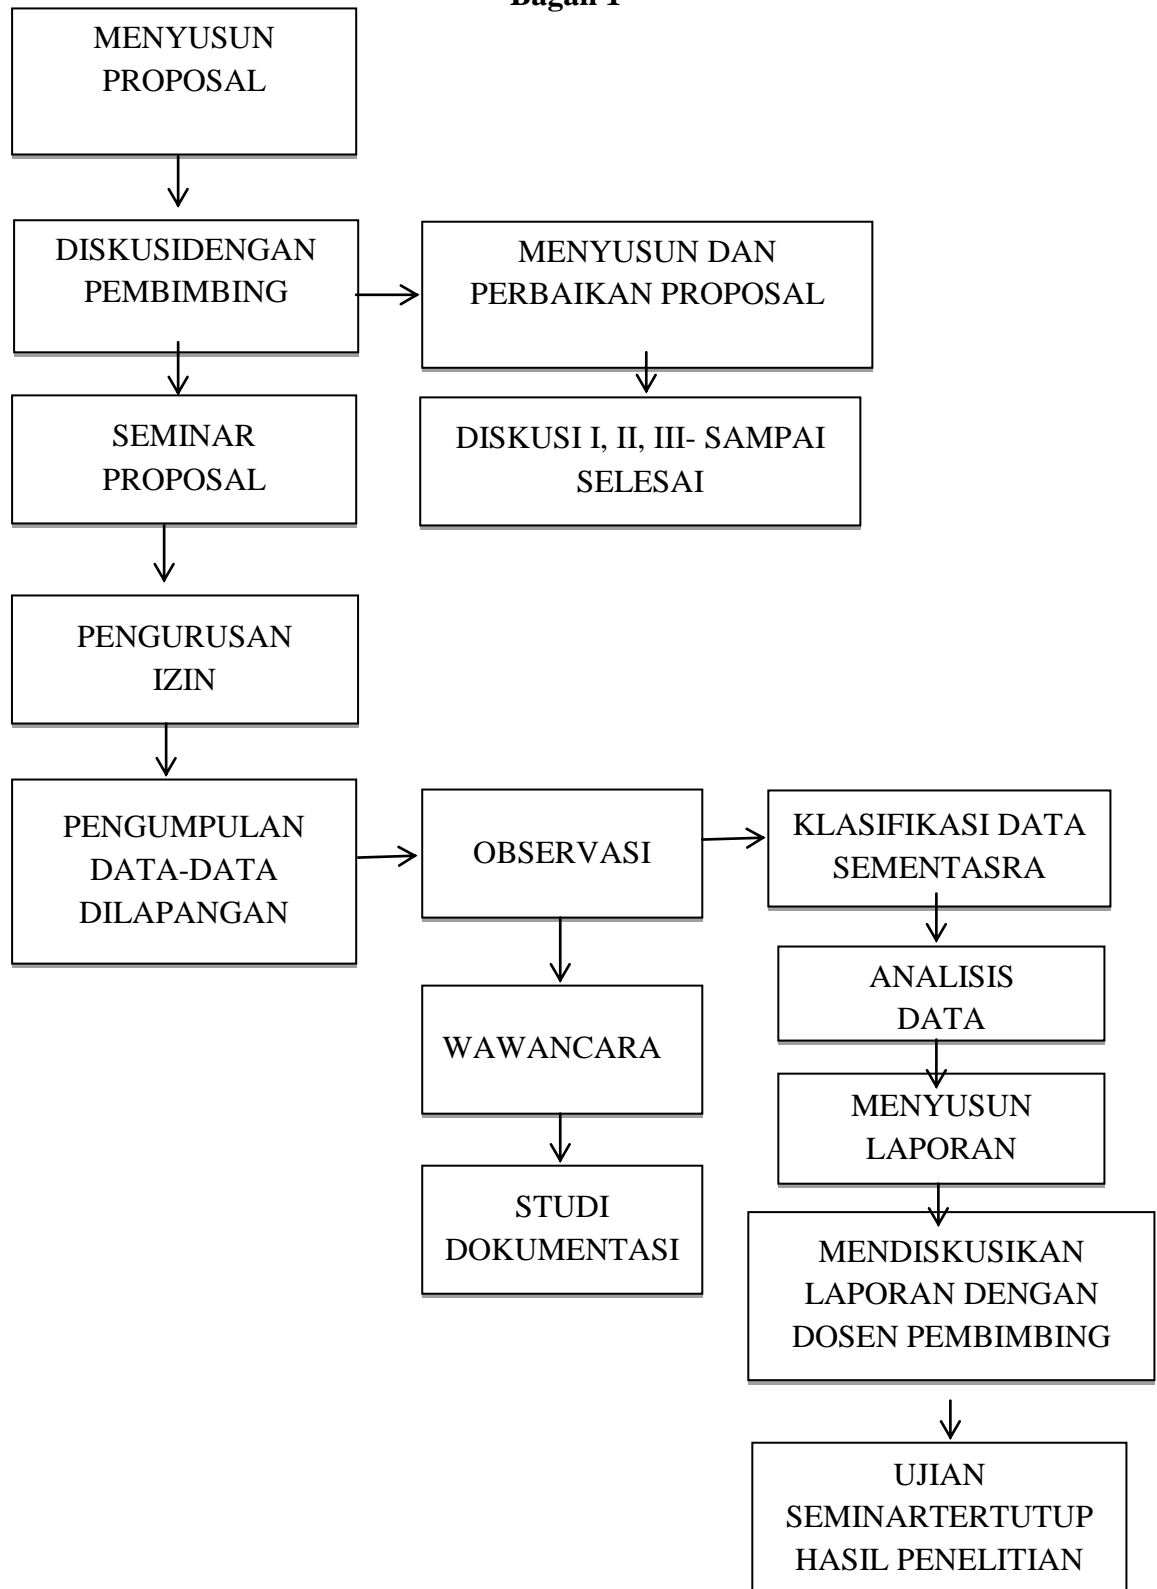 Bagan 1
MENYUSUN
PROPOSAL
DISKUSIDENGAN
PEMBIMBING
MENYUSUN DAN
PERBAIKAN PROPOSAL
SEMINAR
PROPOSAL
DISKUSI I, II, III- SAMPAI
SELESAI
PENGURUSAN
IZIN
PENGUMPULAN
DATA-DATA
DILAPANGAN
OBSERVASI
KLASIFIKASI DATA
SEMENTASRA
ANALISIS
DATA
WAWANCARA
MENYUSUN
LAPORAN
STUDI
DOKUMENTASI
MENDISKUSIKAN
LAPORAN DENGAN
DOSEN PEMBIMBING
UJIAN
SEMINARTERTUTUP
HASIL PENELITIAN